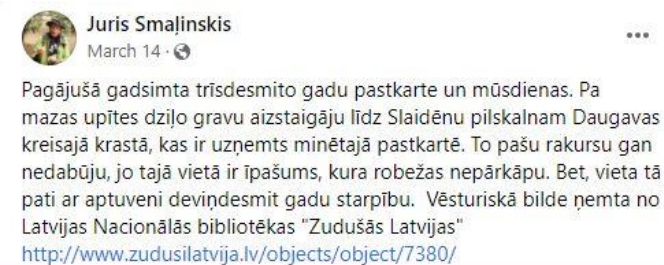 Juris Smaļinskis
March 14 ·
Pagājušā gadsimta trīsdesmito gadu pastkarte un mūsdienas. Pa
mazas upītes dziļo gravu aizstaigāju līdz Slaidēnu pilskalnam Daugavas
kreisajā krastā, kas ir uzņemts minētajā pastkartē. To pašu rakursu gan
nedabūju, jo tajā vietā ir īpašums, kura robežas nepārkāpu. Bet, vieta tā
pati ar aptuveni deviņdesmit gadu starpību.  Vēsturiskā bilde ņemta no
Latvijas Nacionālās bibliotēkas "Zudušās Latvijas"
http://www.zudusilatvija.lv/objects/object/7380/